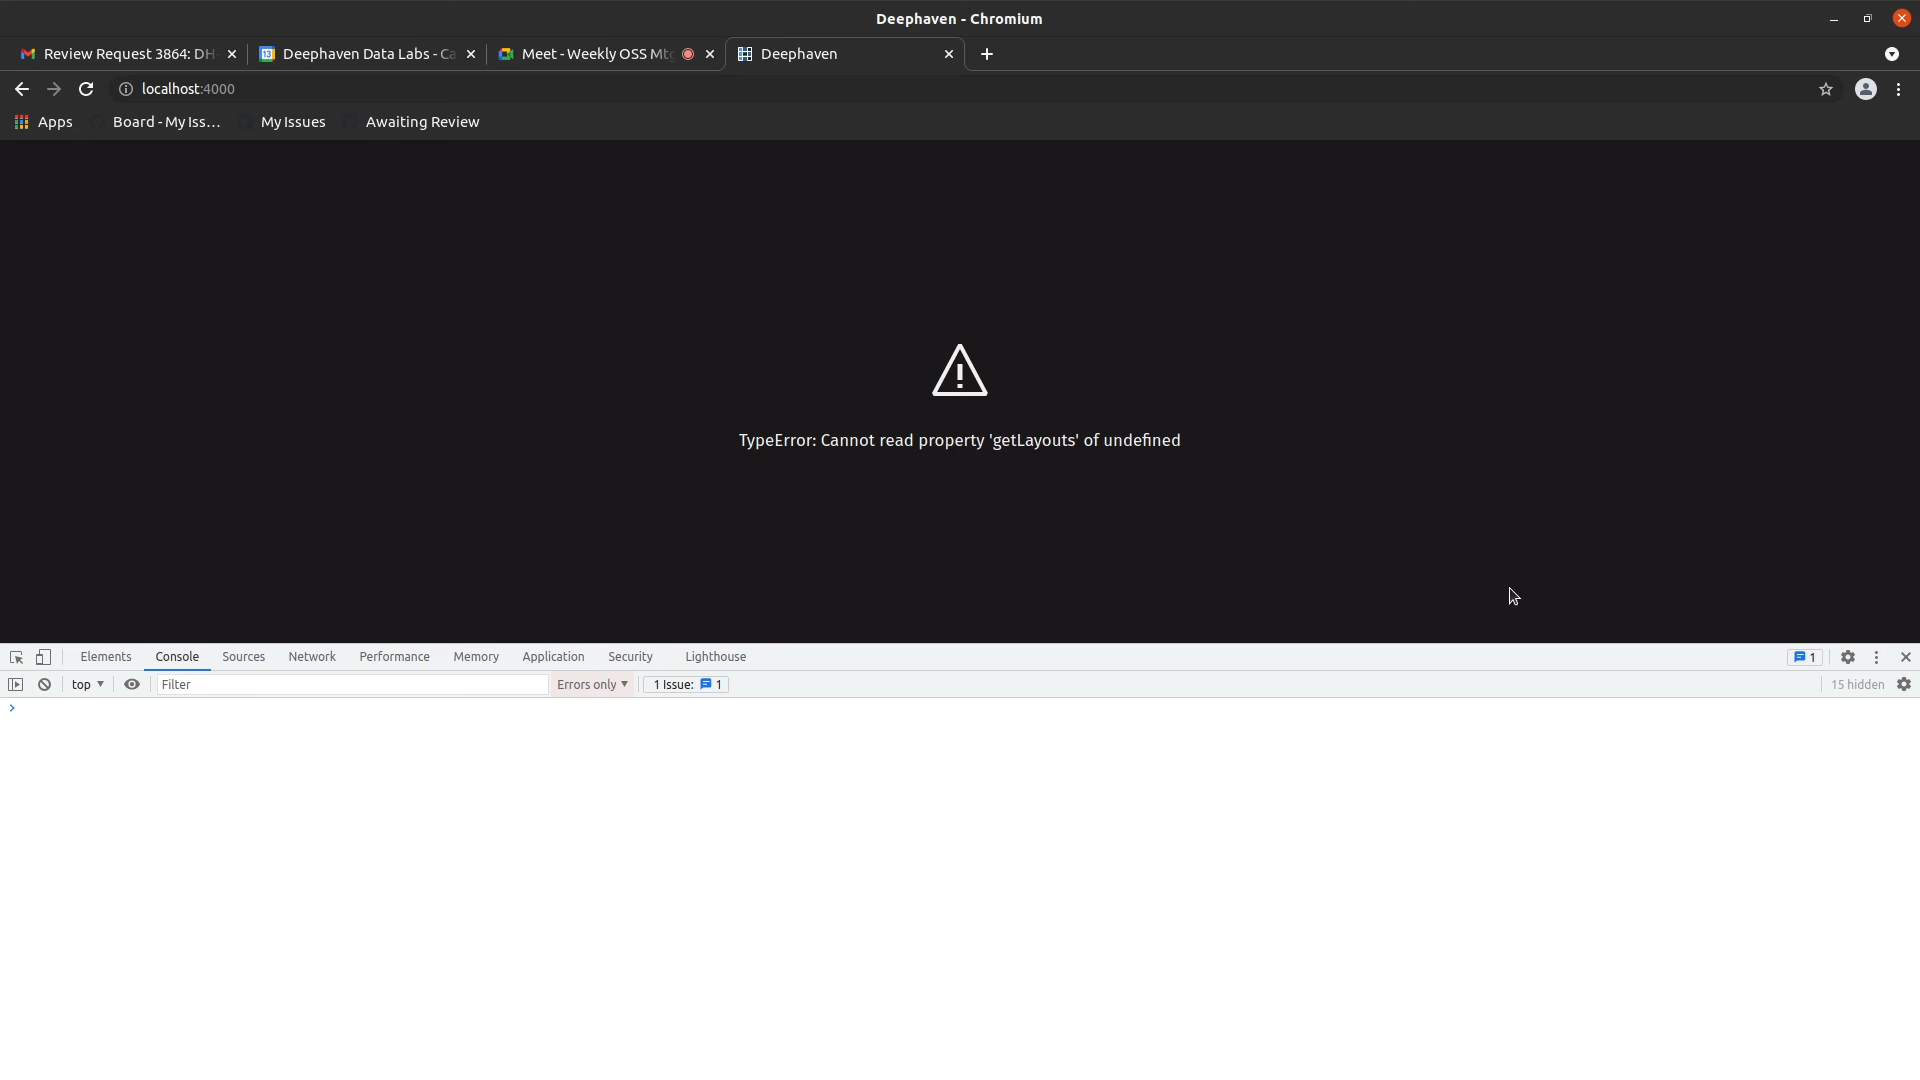 Deephaven - Chromium
Review Request 3864: DH
Deephaven Data Labs - Ca
Meet - Weekly OSS Mtg
Deephaven
localhost:4000
Apps
Board - My Iss...
My Issues
Awaiting Review
TypeError: Cannot read property 'getLayouts' of undefined
Elements
Console
Sources
Network
Performance
Memory
Application
Security
Lighthouse
1
top
Filter
Errors only
1 Issue: 1
15 hidden